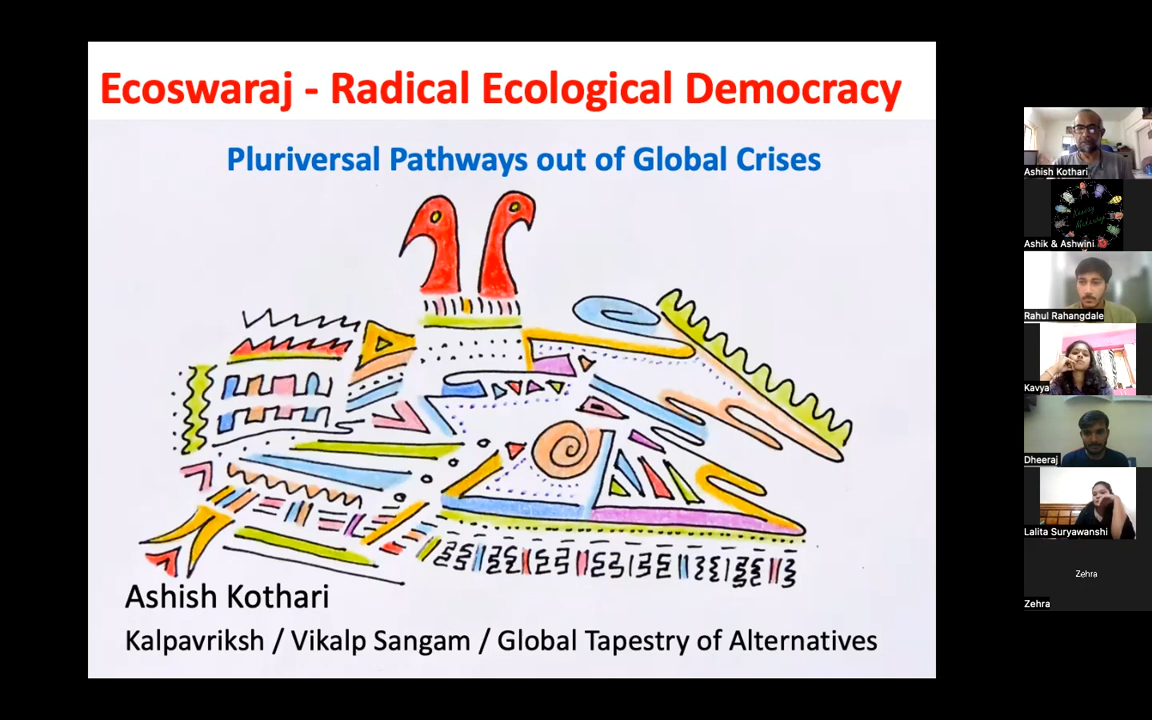 Ecoswaraj - Radical Ecological Democracy
Pluriversal Pathways out of Global Crises
Ashish Kothari
Kalpavriksh / Vikalp Sangam / Global Tapestry of Alternatives
Ashish Kothari
Ashik & Ashwini
Rahul Rahangdale
Kavya
Dheeraj
Lalita Suryawanshi
Zehra
Zehra